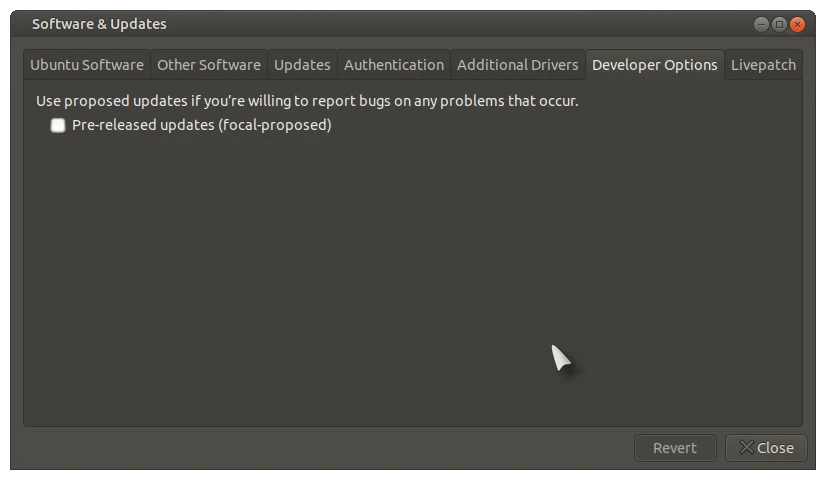 Software & Updates
Ubuntu Software Other Software Updates Authentication Additional Drivers Developer Options Livepatch
Use proposed updates if you’re willing to report bugs on any problems that occur.
Pre-released updates (focal-proposed)
Revert Close